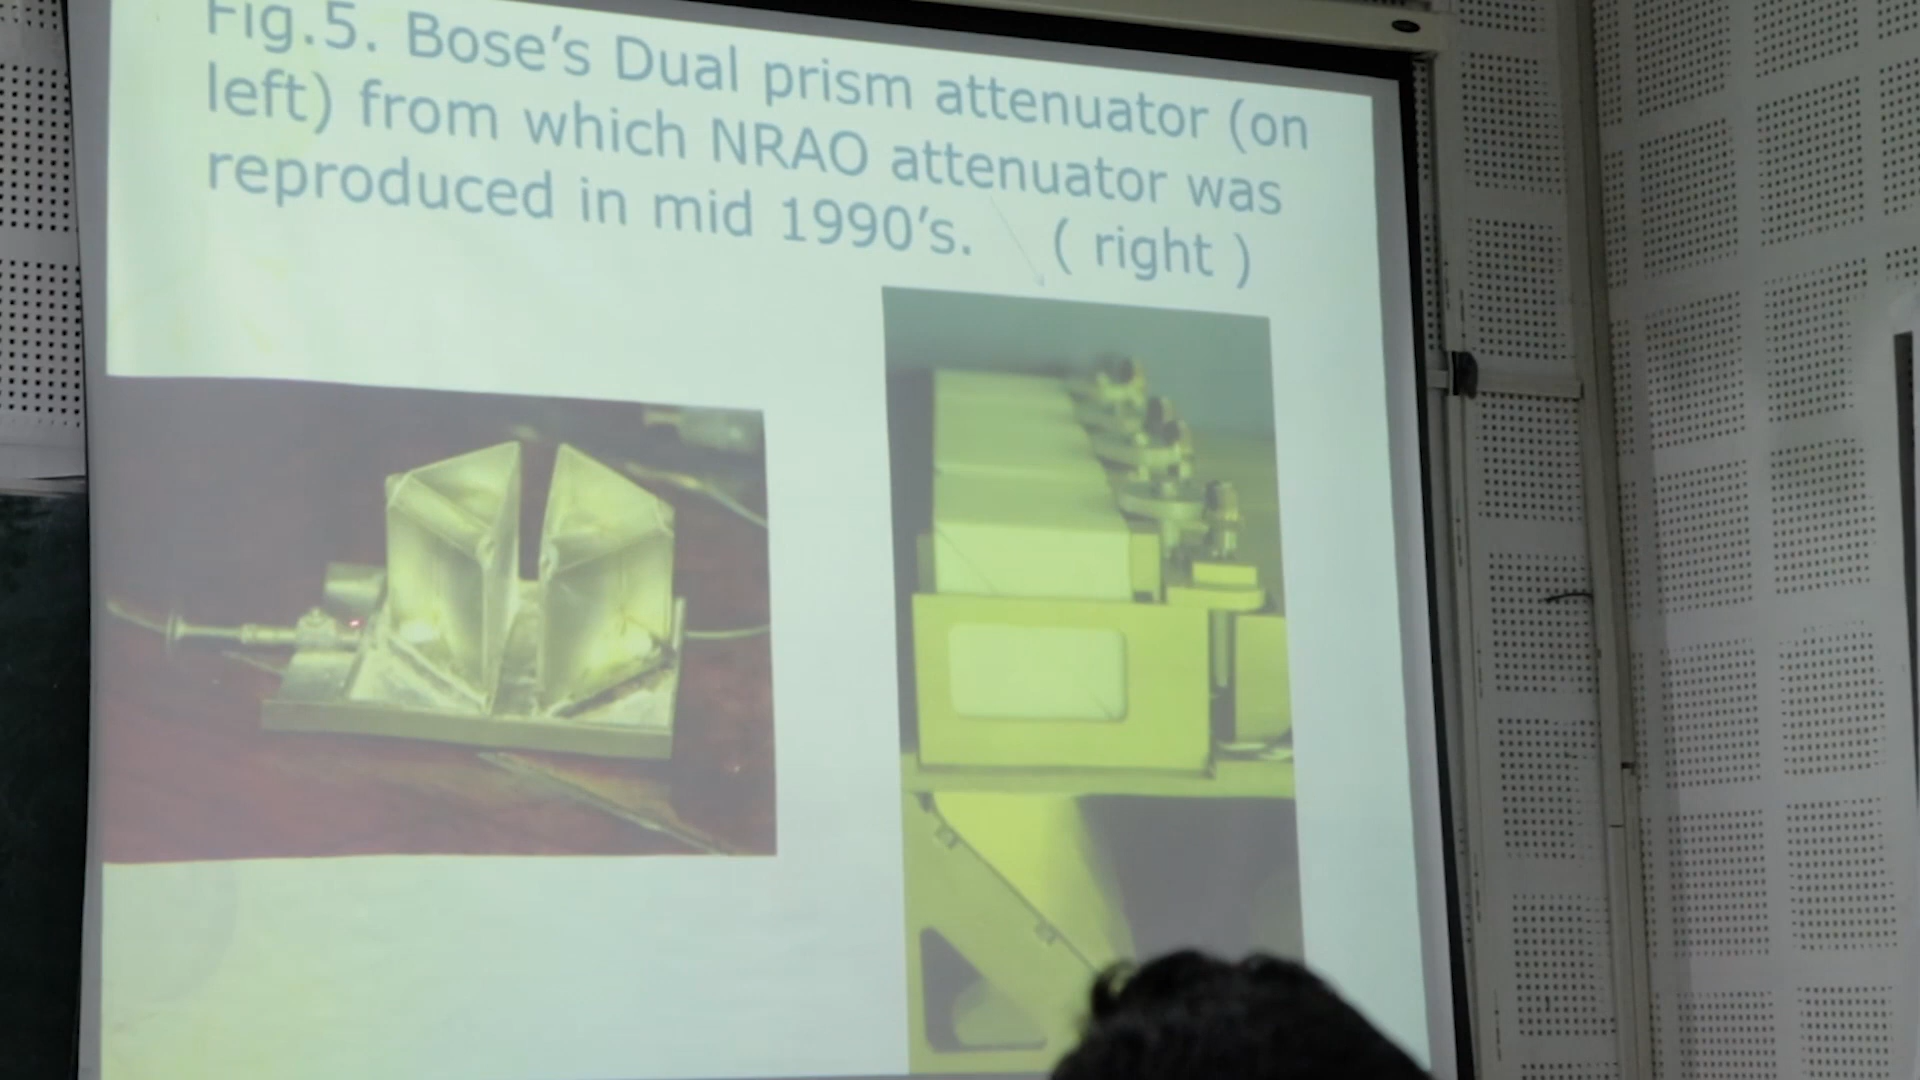 Fig.5. Bose's Dual prism attenuator (on
left) from which NRAO attenuator was
reproduced in mid 1990's. ( right )